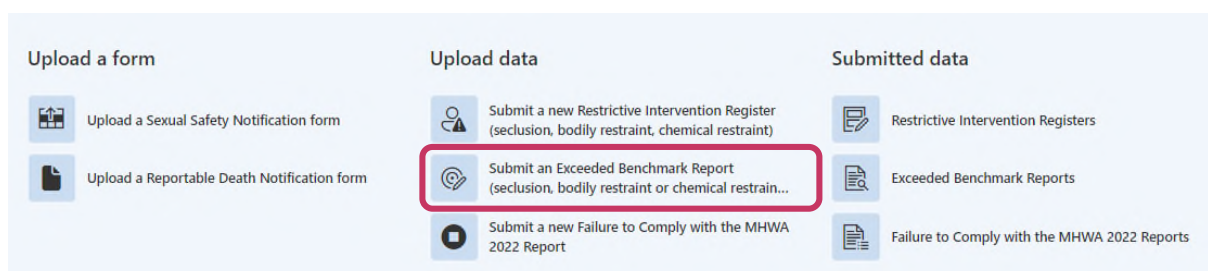 Upload a form
Upload a Sexual Safety Notification form
Upload a Reportable Death Notification form
Upload data
Submit a new Restrictive Intervention Register
(seclusion, bodily restraint, chemical restraint)
Submit an Exceeded Benchmark Report
(seclusion, bodily restraint or chemical restrain...
Submit a new Failure to Comply with the MHWA
2022 Report
Submitted data
Restrictive Intervention Registers
Exceeded Benchmark Reports
Failure to Comply with the MHWA 2022 Reports